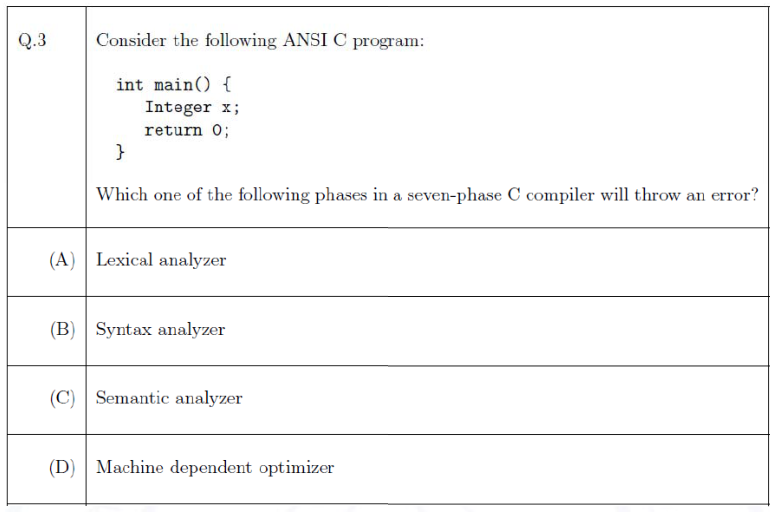 Q.3 Consider the following ANSI C program:
int main() {
Integer x;
return 0;
}
Which one of the following phases in a seven-phase C compiler will throw an error?
(A) Lexical analyzer
(B) Syntax analyzer
(C) Semantic analyzer
(D) Machine dependent optimizer